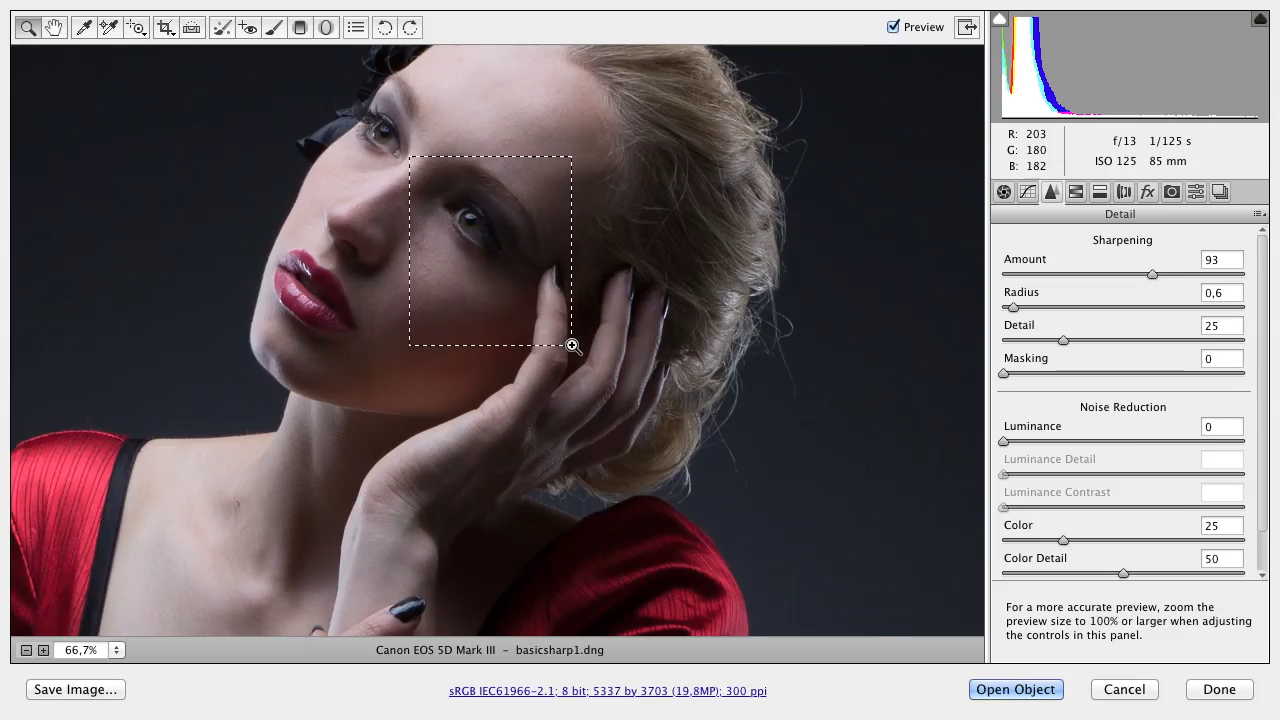 Preview
R: 203
G: 180
B: 182
f/13 1/125 s
ISO 125 85 mm
fx
Detail
Sharpening
Amount 93
Radius 0,6
Detail 25
Masking 0
Noise Reduction
Luminance 0
Luminance Detail
Luminance Contrast
Color 25
Color Detail 50
For a more accurate preview, zoom the
preview size to 100% or larger when adjusting
the controls in this panel.
66,7%
Canon EOS 5D Mark III – basicsharp1.dng
Save Image...
sRGB IEC61966-2.1; 8 bit; 5337 by 3703 (19,8MP); 300 ppi
Open Object
Cancel
Done